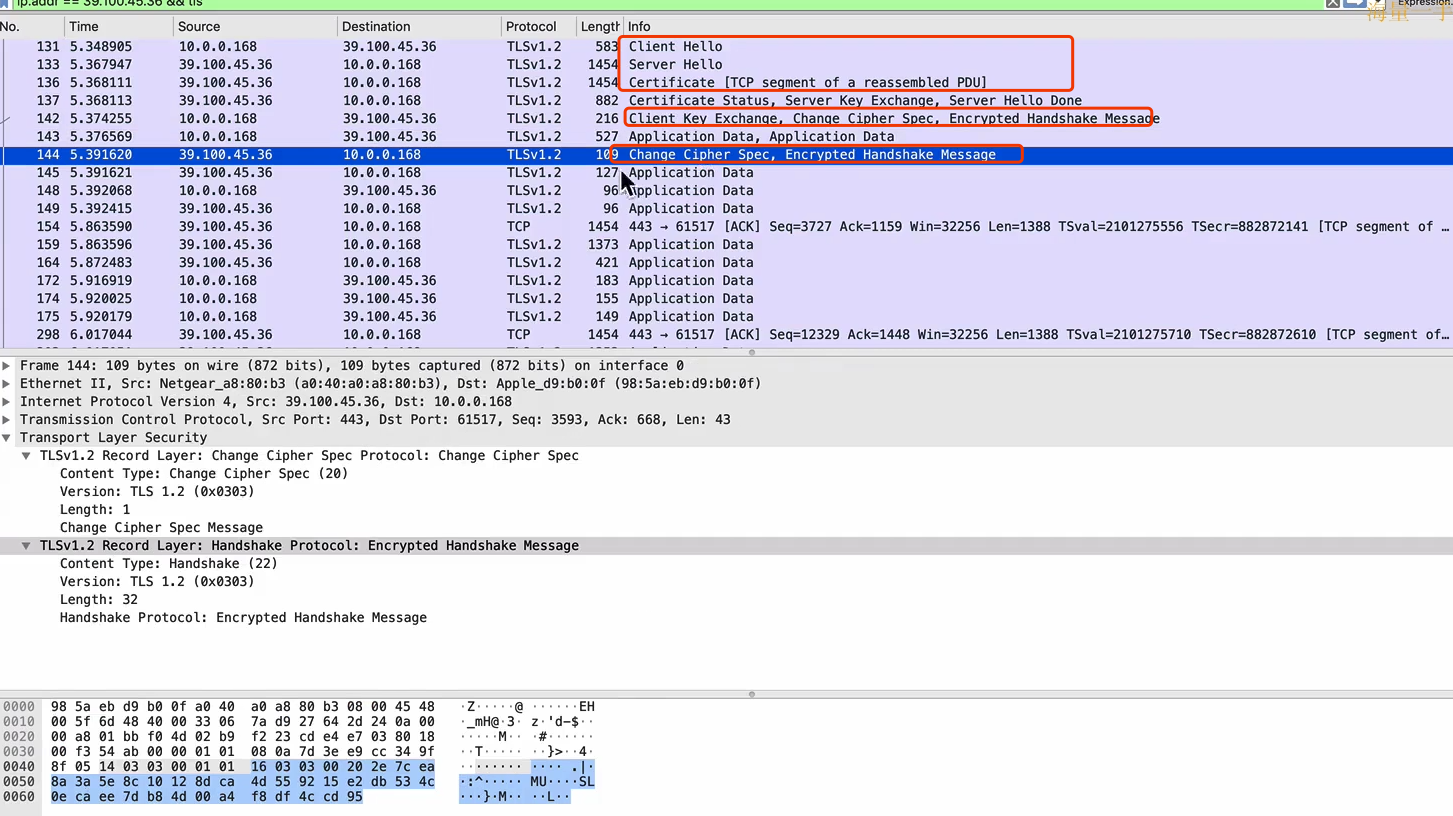 ip.addr == 39.100.45.36 && tls Expression…
No. Time Source Destination Protocol Length Info
131 5.348905 10.0.0.168 39.100.45.36 TLSv1.2 583 Client Hello
133 5.367947 39.100.45.36 10.0.0.168 TLSv1.2 1454 Server Hello
136 5.368111 39.100.45.36 10.0.0.168 TLSv1.2 1454 Certificate [TCP segment of a reassembled PDU]
137 5.368113 39.100.45.36 10.0.0.168 TLSv1.2 882 Certificate Status, Server Key Exchange, Server Hello Done
142 5.374255 10.0.0.168 39.100.45.36 TLSv1.2 216 Client Key Exchange, Change Cipher Spec, Encrypted Handshake Message
143 5.376569 10.0.0.168 39.100.45.36 TLSv1.2 527 Application Data, Application Data
144 5.391620 39.100.45.36 10.0.0.168 TLSv1.2 109 Change Cipher Spec, Encrypted Handshake Message
145 5.391621 39.100.45.36 10.0.0.168 TLSv1.2 127 Application Data
148 5.392068 10.0.0.168 39.100.45.36 TLSv1.2 96 Application Data
149 5.392415 39.100.45.36 10.0.0.168 TLSv1.2 96 Application Data
154 5.863590 39.100.45.36 10.0.0.168 TCP 1454 443 → 61517 [ACK] Seq=3727 Ack=1159 Win=32256 Len=1388 TSval=2101275556 TSecr=882872141 [TCP segment of …
159 5.863596 39.100.45.36 10.0.0.168 TLSv1.2 1373 Application Data
164 5.872483 39.100.45.36 10.0.0.168 TLSv1.2 421 Application Data
172 5.916919 10.0.0.168 39.100.45.36 TLSv1.2 183 Application Data
174 5.920025 10.0.0.168 39.100.45.36 TLSv1.2 155 Application Data
175 5.920179 10.0.0.168 39.100.45.36 TLSv1.2 149 Application Data
298 6.017044 39.100.45.36 10.0.0.168 TCP 1454 443 → 61517 [ACK] Seq=12329 Ack=1448 Win=32256 Len=1388 TSval=2101275710 TSecr=882872610 [TCP segment of…
Frame 144: 109 bytes on wire (872 bits), 109 bytes captured (872 bits) on interface 0
Ethernet II, Src: Netgear_a8:80:b3 (a0:40:a0:a8:80:b3), Dst: Apple_d9:b0:0f (98:5a:eb:d9:b0:0f)
Internet Protocol Version 4, Src: 39.100.45.36, Dst: 10.0.0.168
Transmission Control Protocol, Src Port: 443, Dst Port: 61517, Seq: 3593, Ack: 668, Len: 43
Transport Layer Security
TLSv1.2 Record Layer: Change Cipher Spec Protocol: Change Cipher Spec
Content Type: Change Cipher Spec (20)
Version: TLS 1.2 (0x0303)
Length: 1
Change Cipher Spec Message
TLSv1.2 Record Layer: Handshake Protocol: Encrypted Handshake Message
Content Type: Handshake (22)
Version: TLS 1.2 (0x0303)
Length: 32
Handshake Protocol: Encrypted Handshake Message
0000 98 5a eb d9 b0 0f a0 40 a0 a8 80 b3 08 00 45 48 ·Z·····@ ······EH
0010 00 5f 6d 48 40 00 33 06 7a d9 27 64 2d 24 0a 00 ·_mH@·3· z·'d-$··
0020 00 a8 01 bb f0 4d 02 b9 f2 23 cd e4 e7 03 80 18 ·····M·· ·#······
0030 00 f3 54 ab 00 00 01 01 08 0a 7d 3e e9 cc 34 9f ··T····· ··}>··4·
0040 8f 05 14 03 03 00 01 01 16 03 03 00 20 2e 7c ea ········ ···· .|·
0050 8a 3a 5e 8c 10 12 8d ca 4d 55 92 15 e2 db 53 4c ·:^····· MU····SL
0060 0e ca ee 7d b8 4d 00 a4 f8 df 4c cd 95 ···}·M·· ··L··